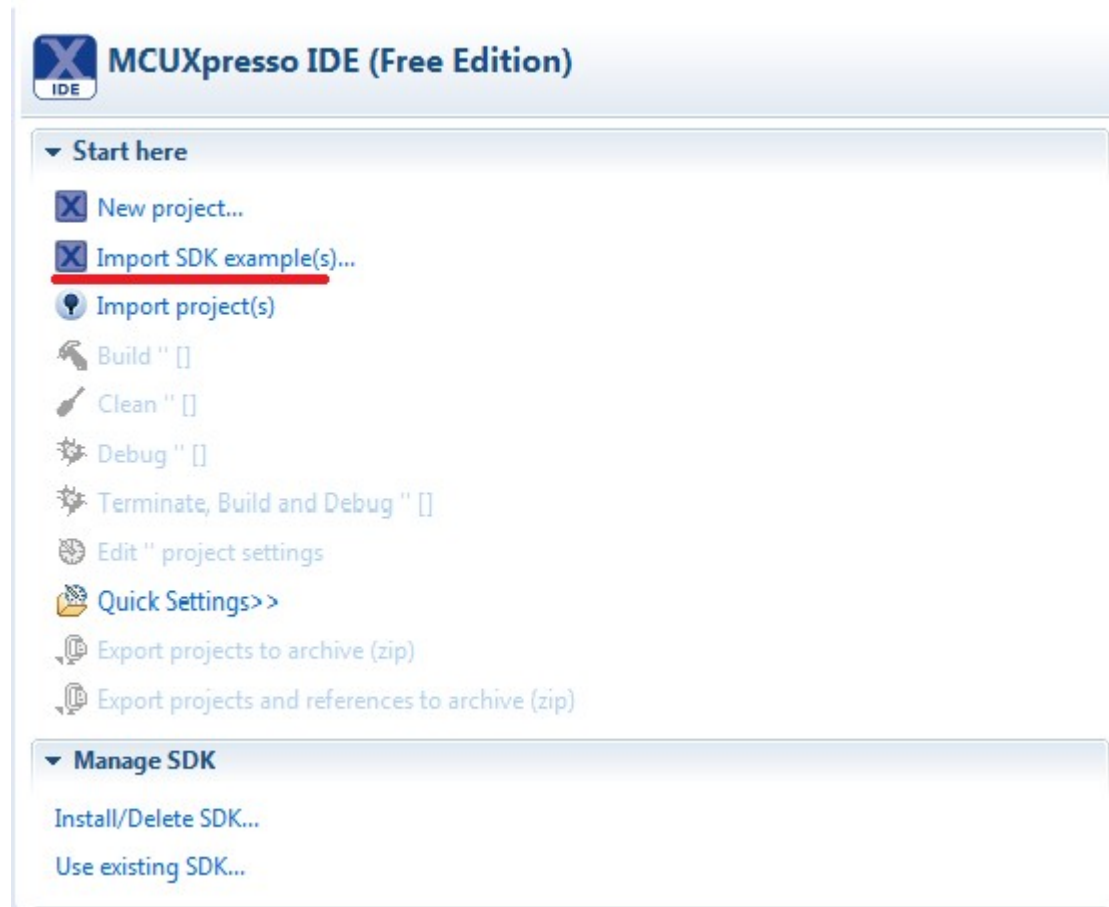 X
IDE
MCUXpresso IDE (Free Edition)
Start here
New project...
Import SDK example(s)...
Import project(s)
Build '' []
Clean '' []
Debug '' []
Terminate, Build and Debug '' []
Edit '' project settings
Quick Settings>>
Export projects to archive (zip)
Export projects and references to archive (zip)
Manage SDK
Install/Delete SDK...
Use existing SDK...